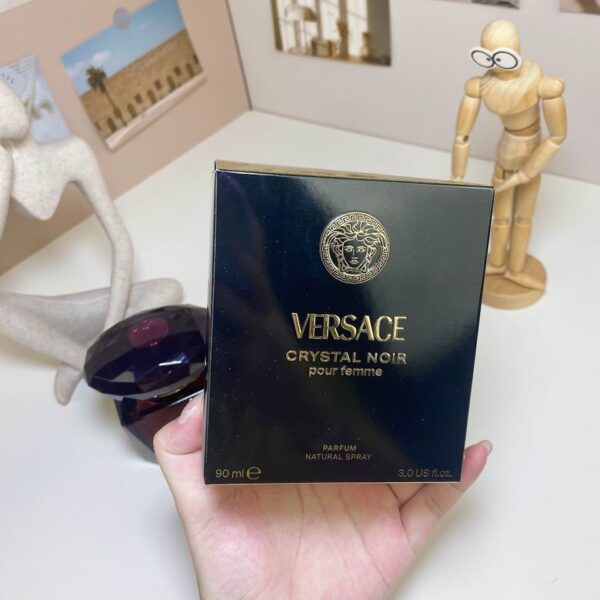 VERSACE
CRYSTAL NOIR
pour femme
PARFUM
NATURAL SPRAY
90 ml ℮ 3.0 US fl.oz.